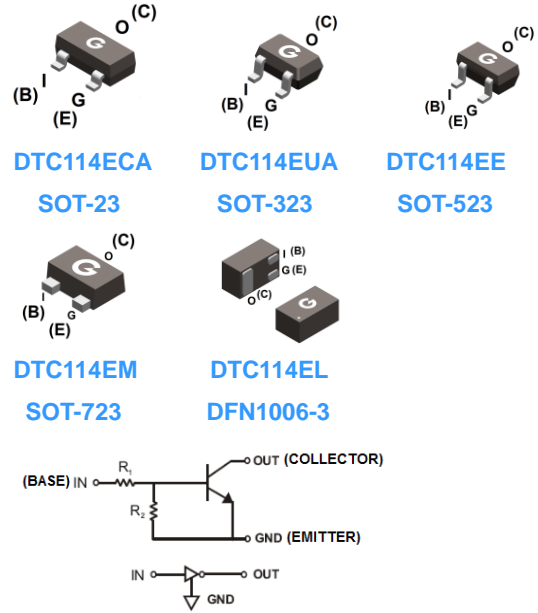 G O (C)
I
(B) G
(E)
G O (C)
I
(B) G
(E)
G O (C)
I
(B) G
(E)
DTC114ECA DTC114EUA DTC114EE
SOT-23 SOT-323 SOT-523
G O (C)
I
(B) G
(E)
I (B)
G (E)
O (C)
G
DTC114EM DTC114EL
SOT-723 DFN1006-3
R1 OUT (COLLECTOR)
(BASE) IN
R2
GND (EMITTER)
IN OUT
GND